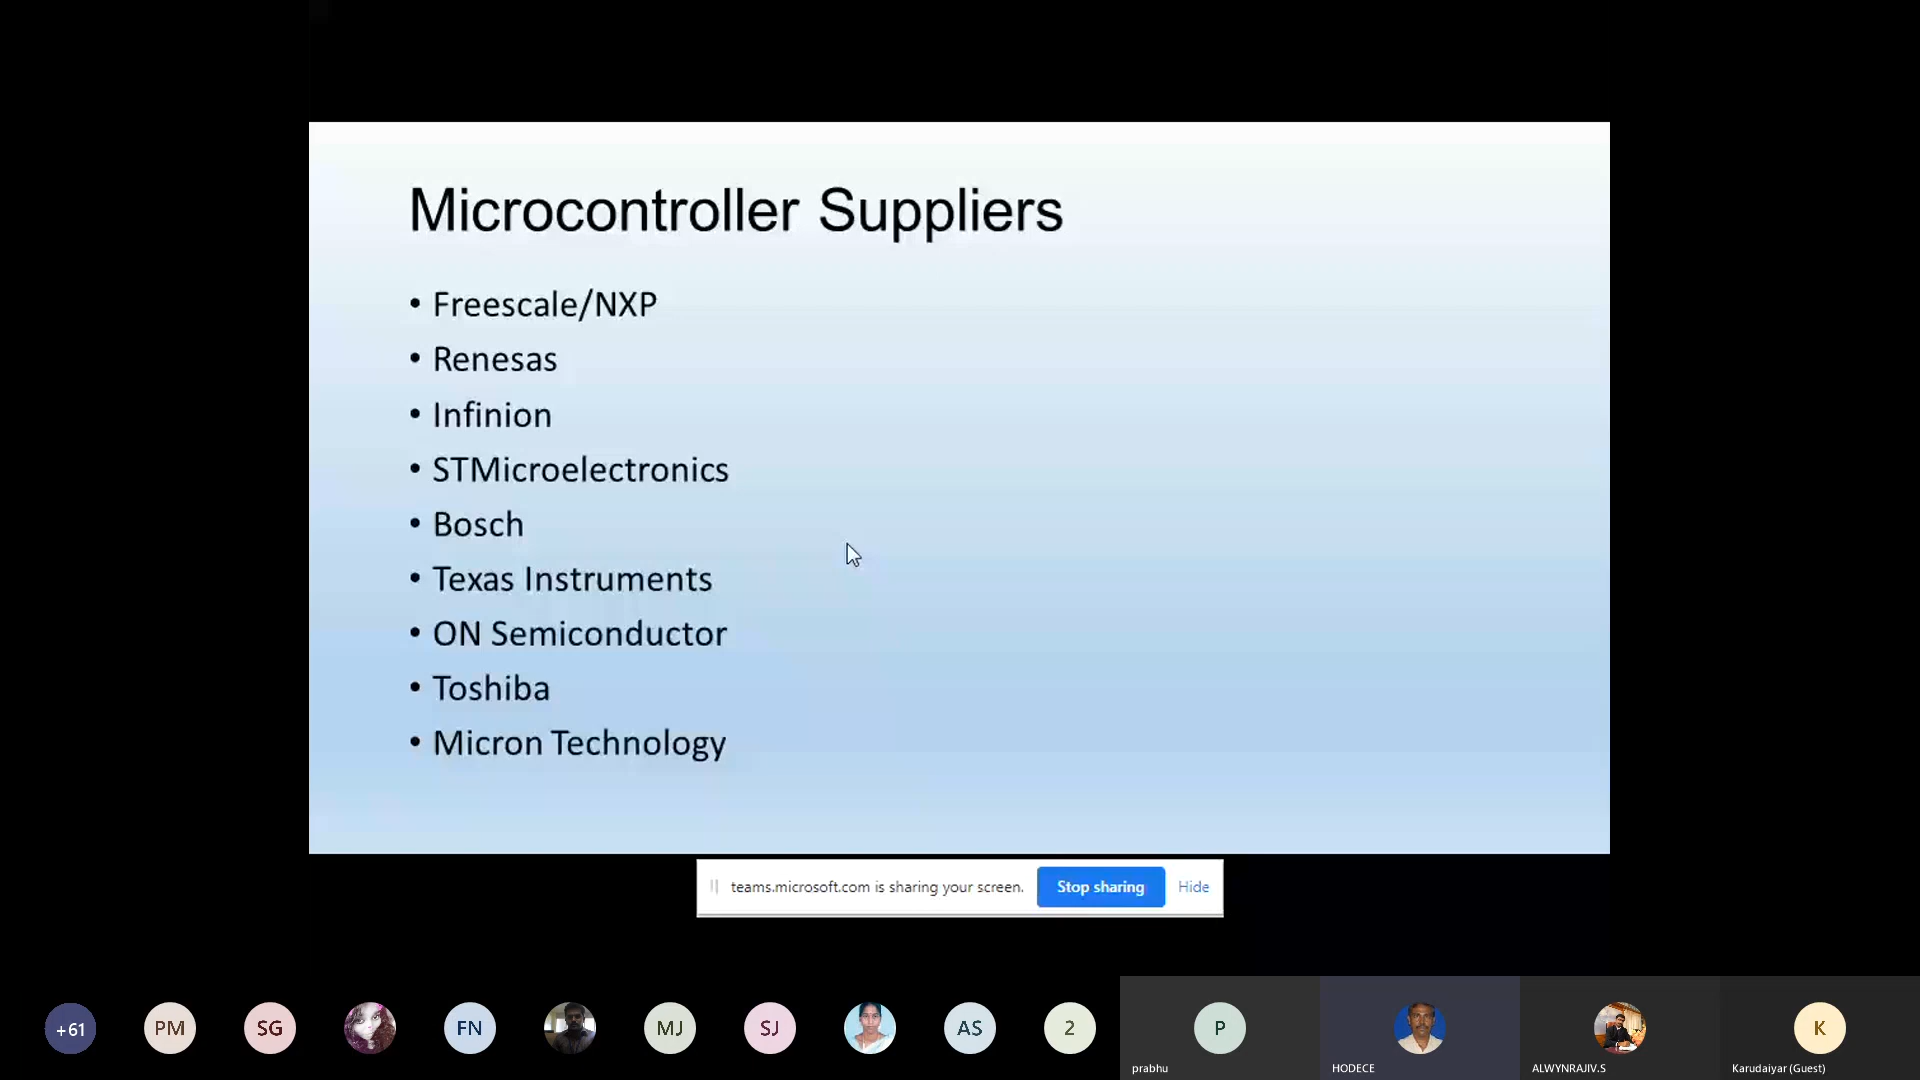 Microcontroller Suppliers
• Freescale/NXP
• Renesas
• Infinion
• STMicroelectronics
• Bosch
• Texas Instruments
• ON Semiconductor
• Toshiba
• Micron Technology
teams.microsoft.com is sharing your screen. Stop sharing Hide
+61 PM SG FN MJ SJ AS 2 P K
prabhu HODECE ALWYNRAJIV.S Karudaiyar (Guest)